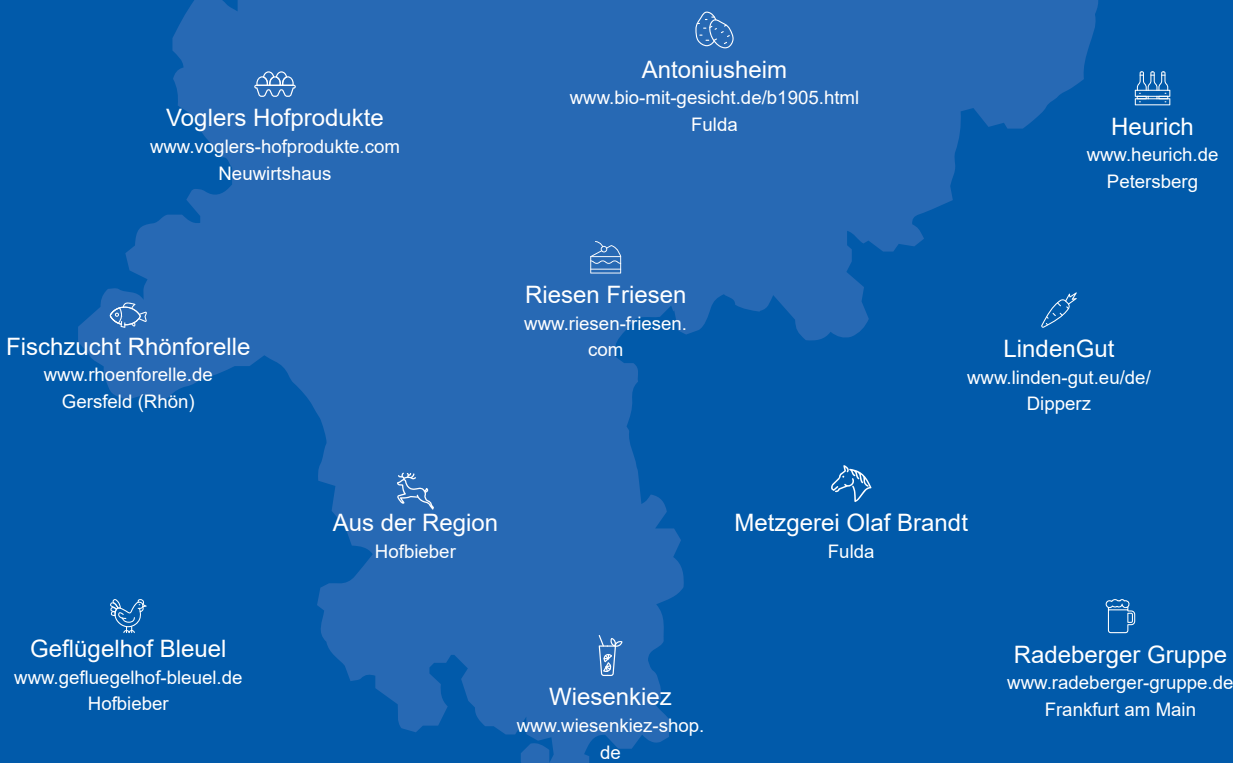 Antoniusheim
www.bio-mit-gesicht.de/b1905.html
Fulda
Voglers Hofprodukte
www.voglers-hofprodukte.com
Neuwirtshaus
Heurich
www.heurich.de
Petersberg
Riesen Friesen
www.riesen-friesen.
com
Fischzucht Rhönforelle
www.rhoenforelle.de
Gersfeld (Rhön)
LindenGut
www.linden-gut.eu/de/
Dipperz
Aus der Region
Hofbieber
Metzgerei Olaf Brandt
Fulda
Geflügelhof Bleuel
www.gefluegelhof-bleuel.de
Hofbieber
Wiesenkiez
www.wiesenkiez-shop.
de
Radeberger Gruppe
www.radeberger-gruppe.de
Frankfurt am Main